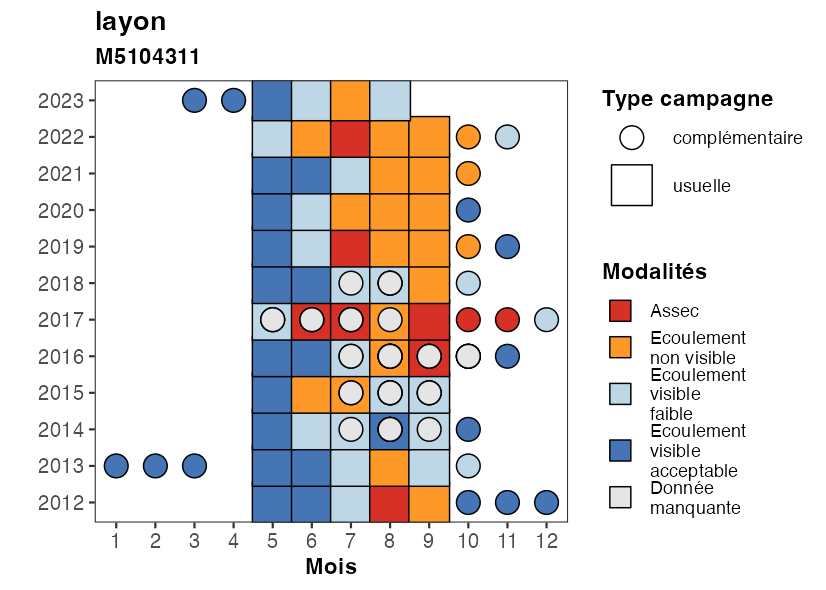 layon
M5104311
2023
2022
2021
2020
2019
2018
2017
2016
2015
2014
2013
2012
1 2 3 4 5 6 7 8 9 10 11 12
Mois
Type campagne
complémentaire
usuelle
Modalités
Assec
Ecoulement
non visible
Ecoulement
visible
faible
Ecoulement
visible
acceptable
Donnée
manquante